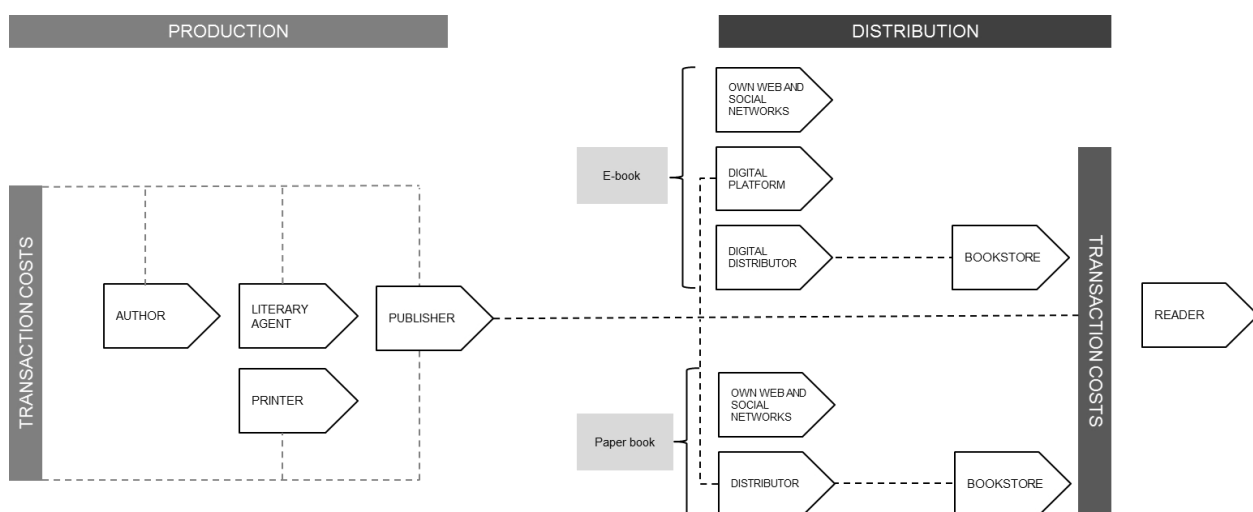 PRODUCTION
DISTRIBUTION
OWN WEB AND
SOCIAL
NETWORKS
E-book
DIGITAL
PLATFORM
DIGITAL
DISTRIBUTOR
BOOKSTORE
TRANSACTION COSTS
AUTHOR
LITERARY
AGENT
PUBLISHER
PRINTER
TRANSACTION COSTS
READER
OWN WEB AND
SOCIAL
NETWORKS
Paper book
DISTRIBUTOR
BOOKSTORE